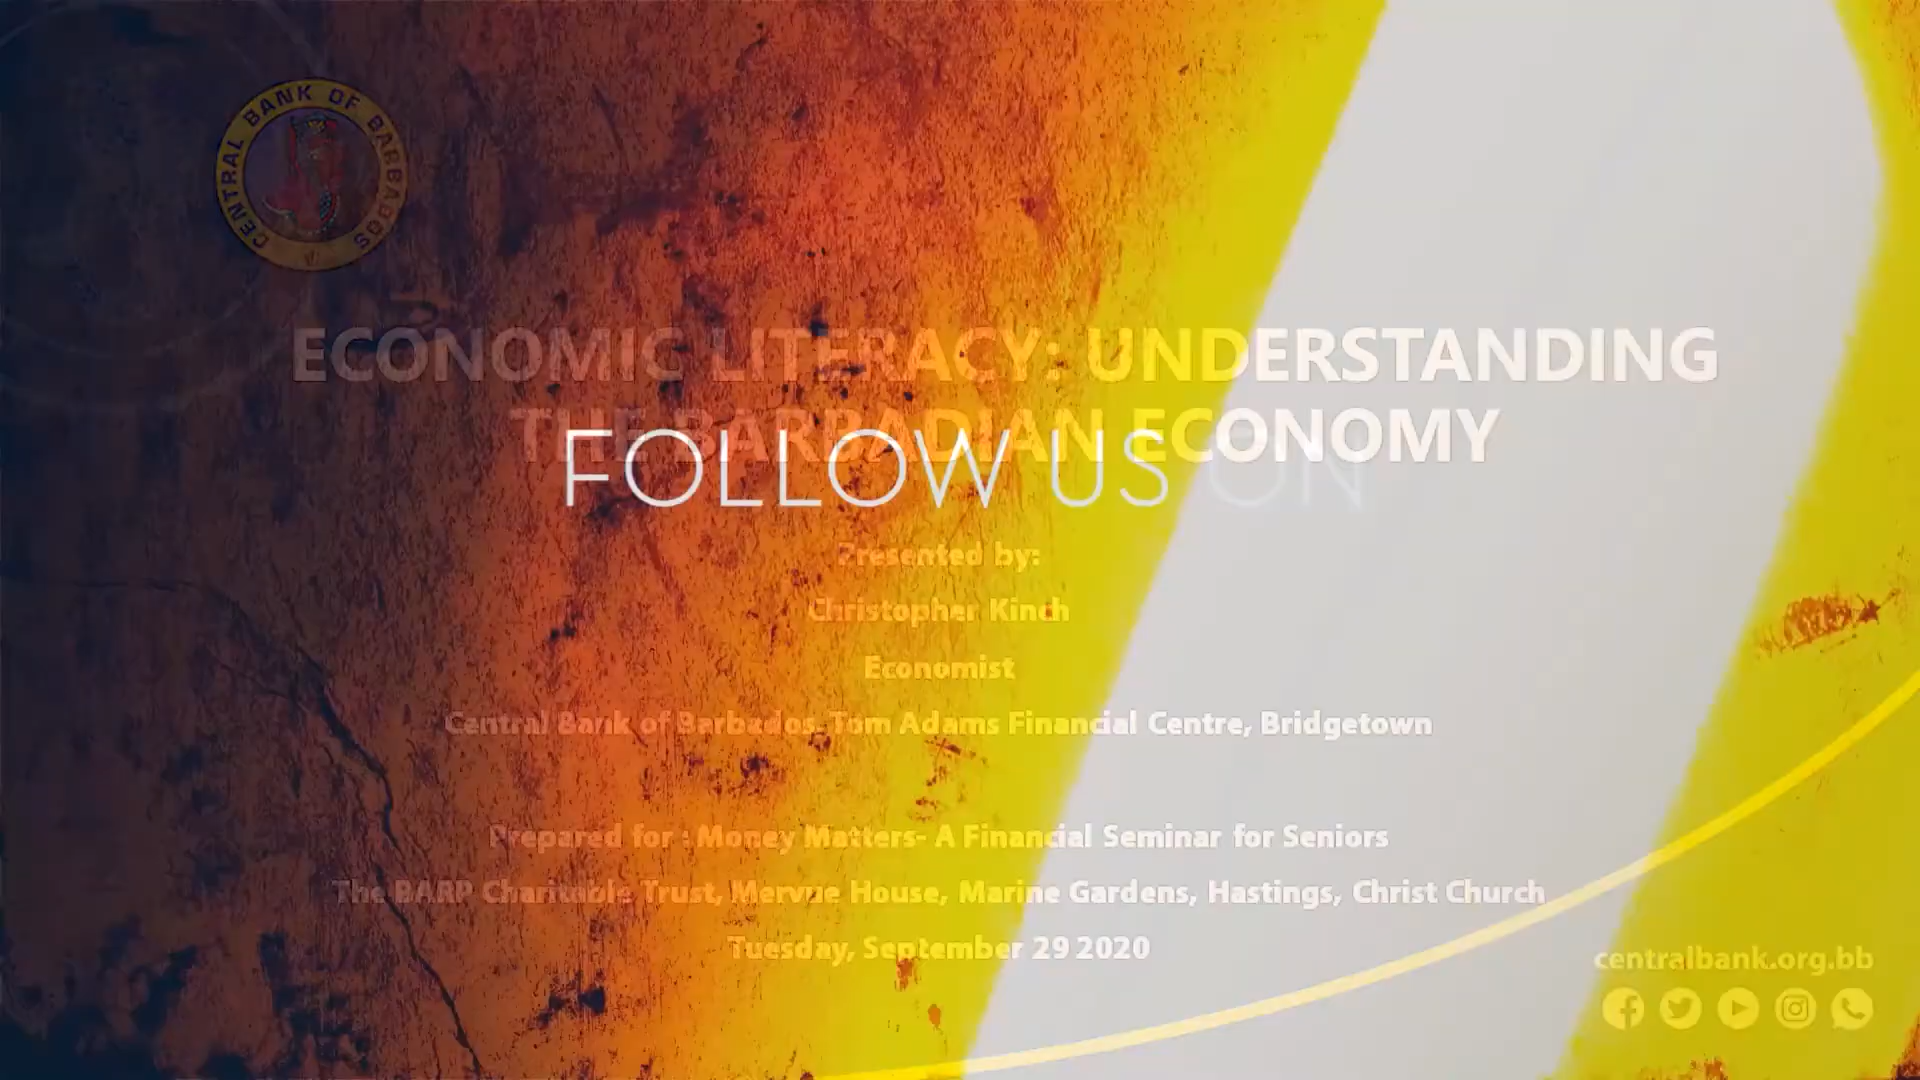 CENTRAL BANK OF BARBADOS
ECONOMIC LITERACY: UNDERSTANDING
THE BARBADIAN ECONOMY
FOLLOW US ON
Presented by:
Christopher Kinch
Economist
Central Bank of Barbados, Tom Adams Financial Centre, Bridgetown
Prepared for : Money Matters- A Financial Seminar for Seniors
The BARP Charitable Trust, Mervue House, Marine Gardens, Hastings, Christ Church
Tuesday, September 29 2020
centralbank.org.bb